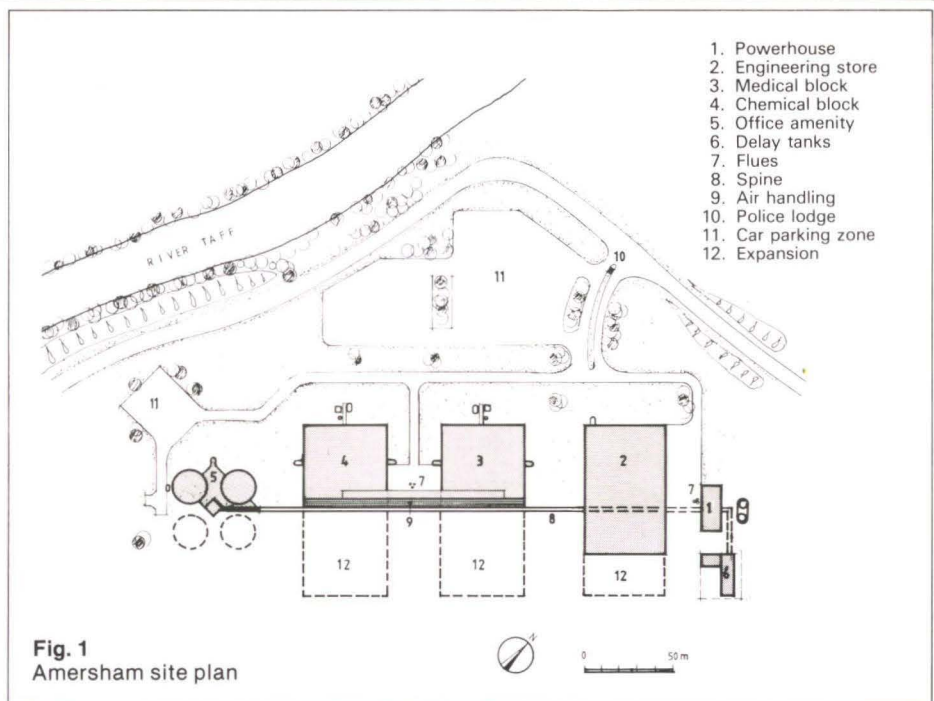 1. Powerhouse
2. Engineering store
3. Medical block
4. Chemical block
5. Office amenity
6. Delay tanks
7. Flues
8. Spine
9. Air handling
10. Police lodge
11. Car parking zone
12. Expansion
RIVER TAFF
10
11
11
4
3
2
5
7
7
1
9
8
12
12
12
6
N
0 50 m
Fig. 1
Amersham site plan